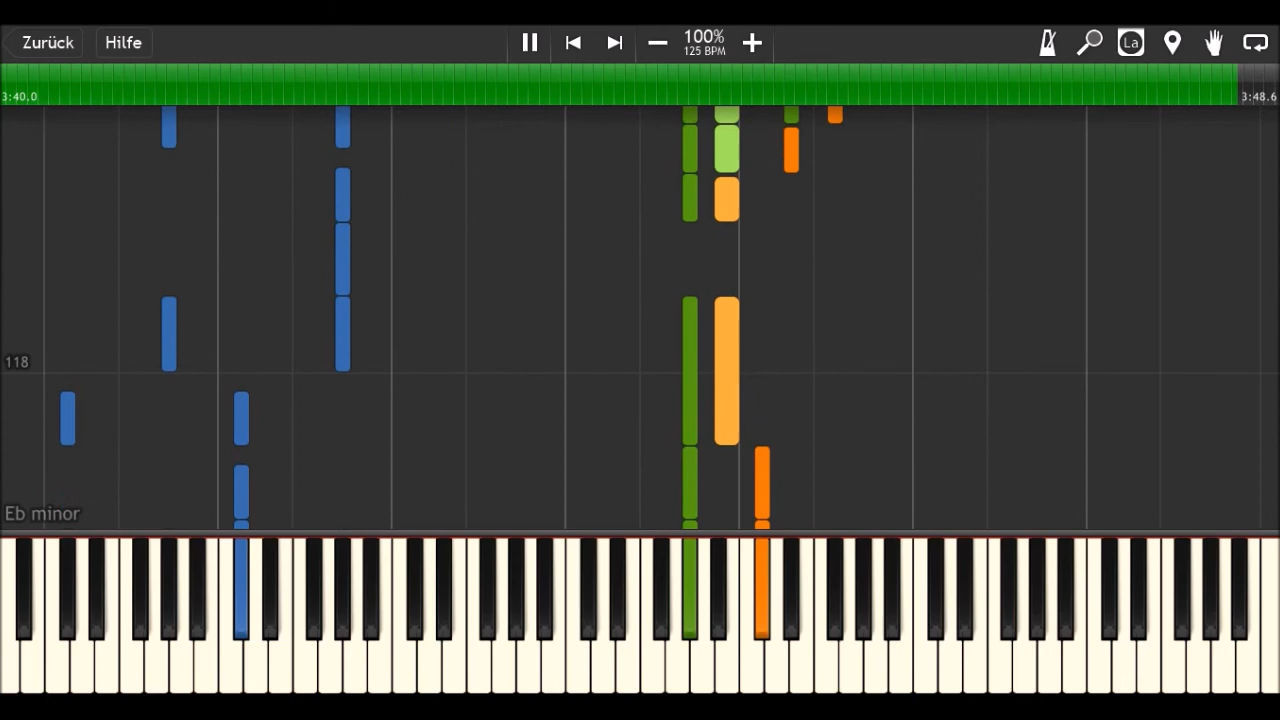 Zurück
Hilfe
100%
125 BPM
La
3:40,0
3:48.6
118
Eb minor